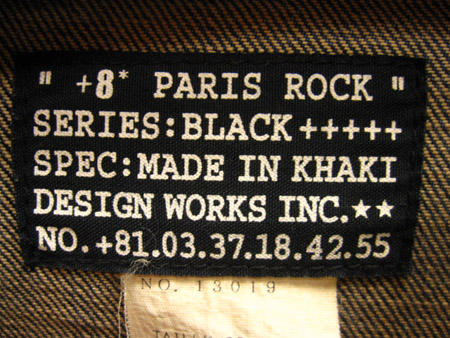 " +8* PARIS ROCK "
SERIES:BLACK +++++
SPEC:MADE IN KHAKI
DESIGN WORKS INC.★★
NO.+81.03.37.18.42.55
NO. 13019